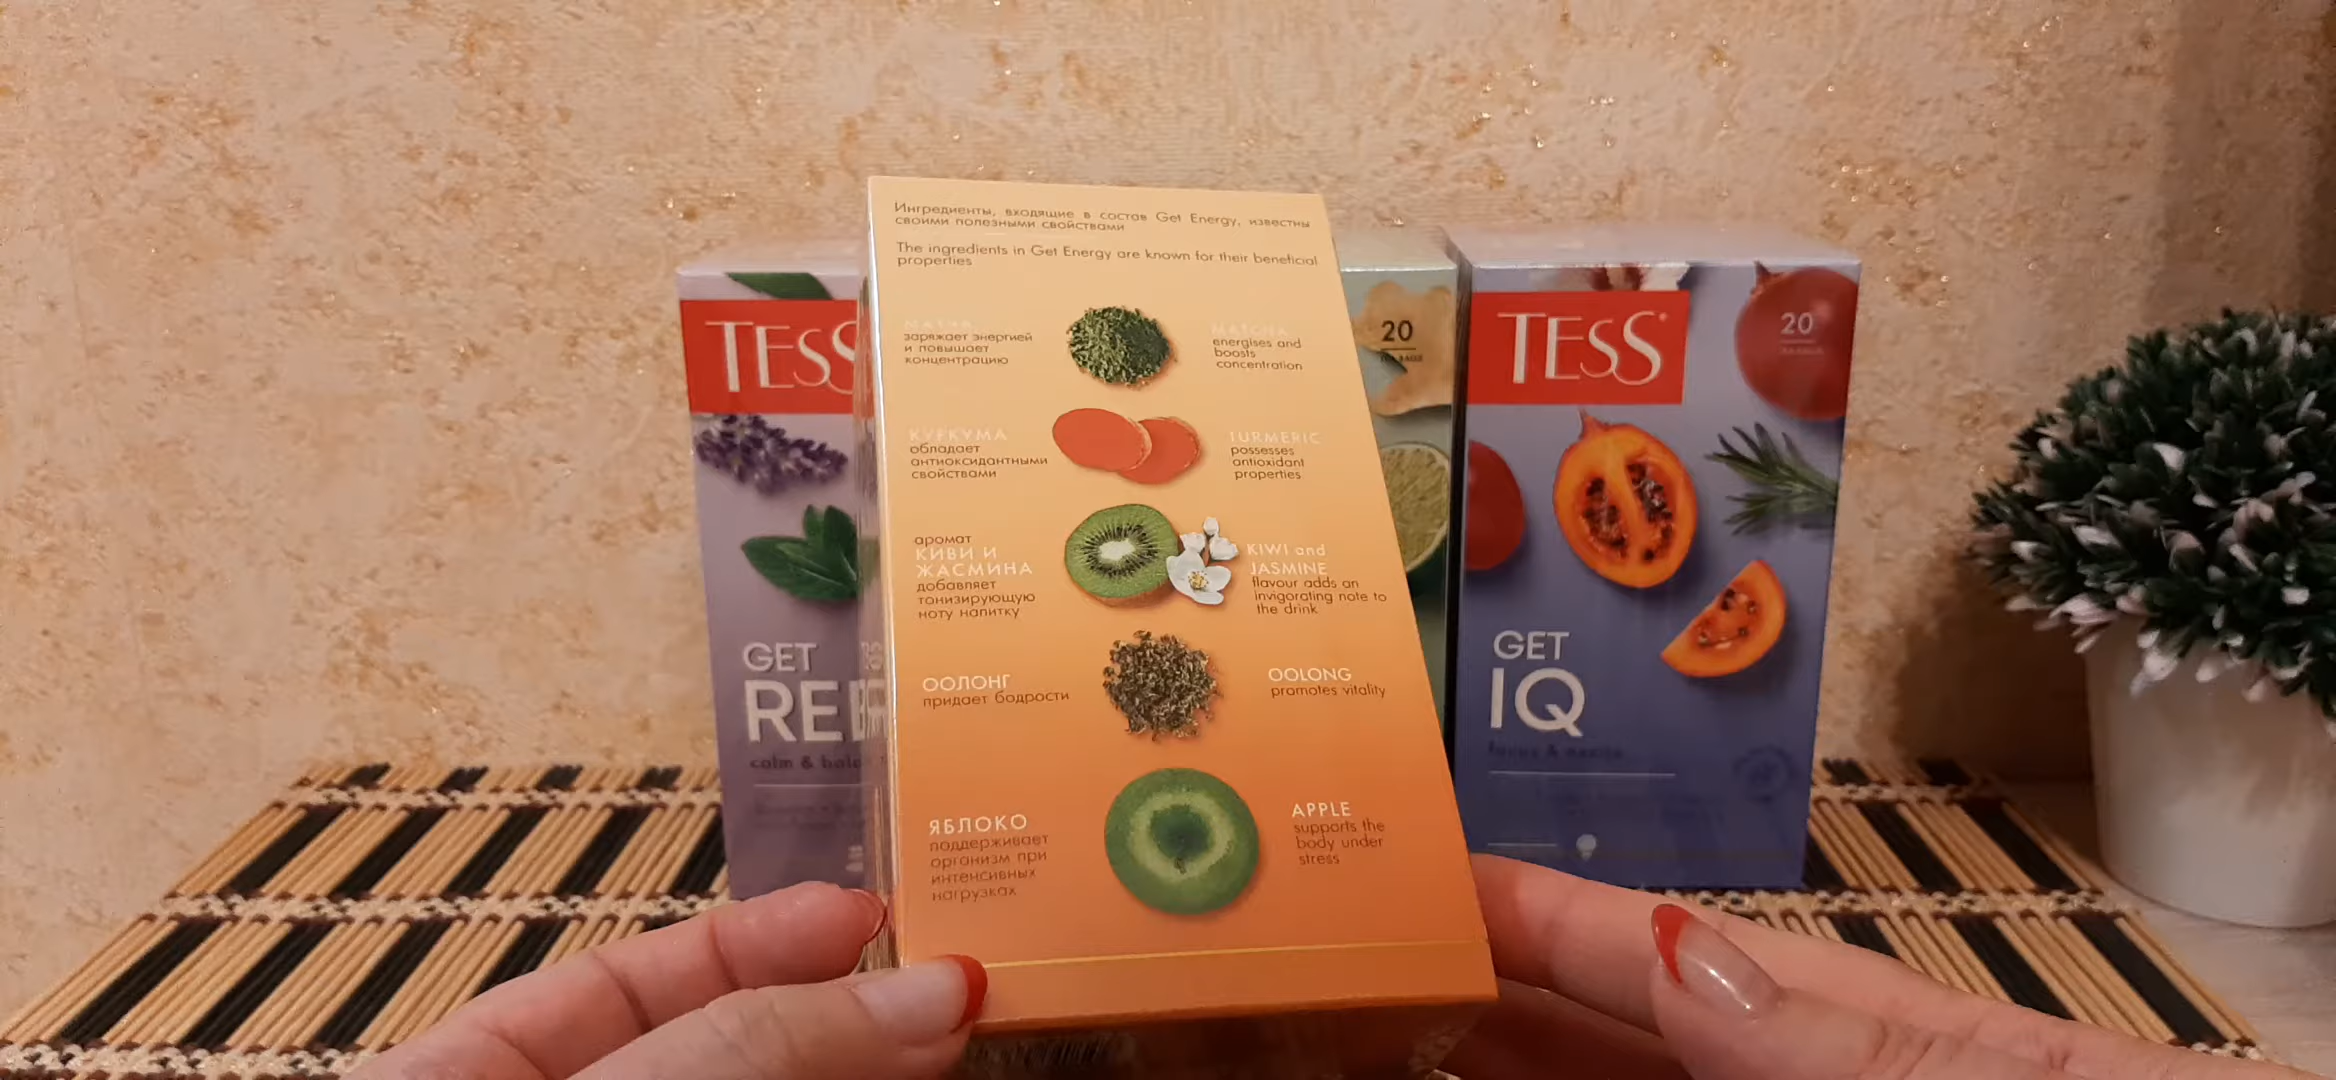 Ингредиенты, входящие в состав Get Energy, известны
своими полезными свойствами
The ingredients in Get Energy are known for their beneficial
properties
МАТЧА
заряжает энергией
и повышает
концентрацию
MATCHA
energises and
boosts
concentration
КУРКУМА
обладает
антиоксидантными
свойствами
TURMERIC
possesses
antioxidant
properties
аромат
КИВИ И
ЖАСМИНА
добавляет
тонизирующую
ноту напитку
KIWI and
JASMINE
flavour adds an
invigorating note to
the drink
ООЛОНГ
придает бодрости
OOLONG
promotes vitality
ЯБЛОКО
поддерживает
организм при
интенсивных
нагрузках
APPLE
supports the
body under
stress
TESS
GET
calm &
20
TESS
20
GET
IQ
focus &